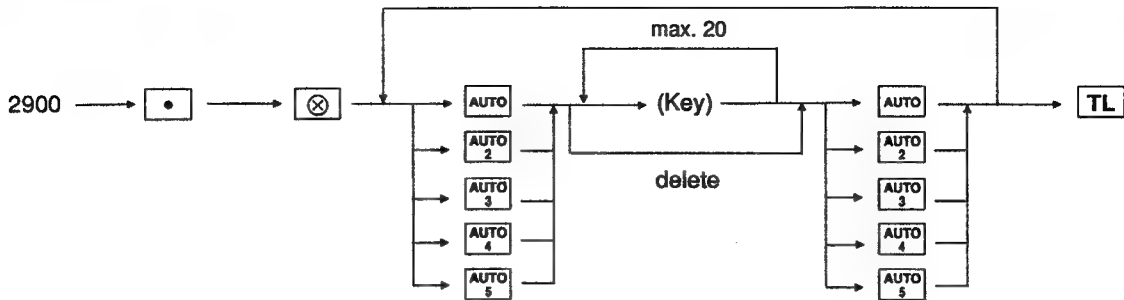 max. 20
2900 • ⊗ AUTO (Key) AUTO TL
AUTO 2 AUTO 2
delete
AUTO 3 AUTO 3
AUTO 4 AUTO 4
AUTO 5 AUTO 5